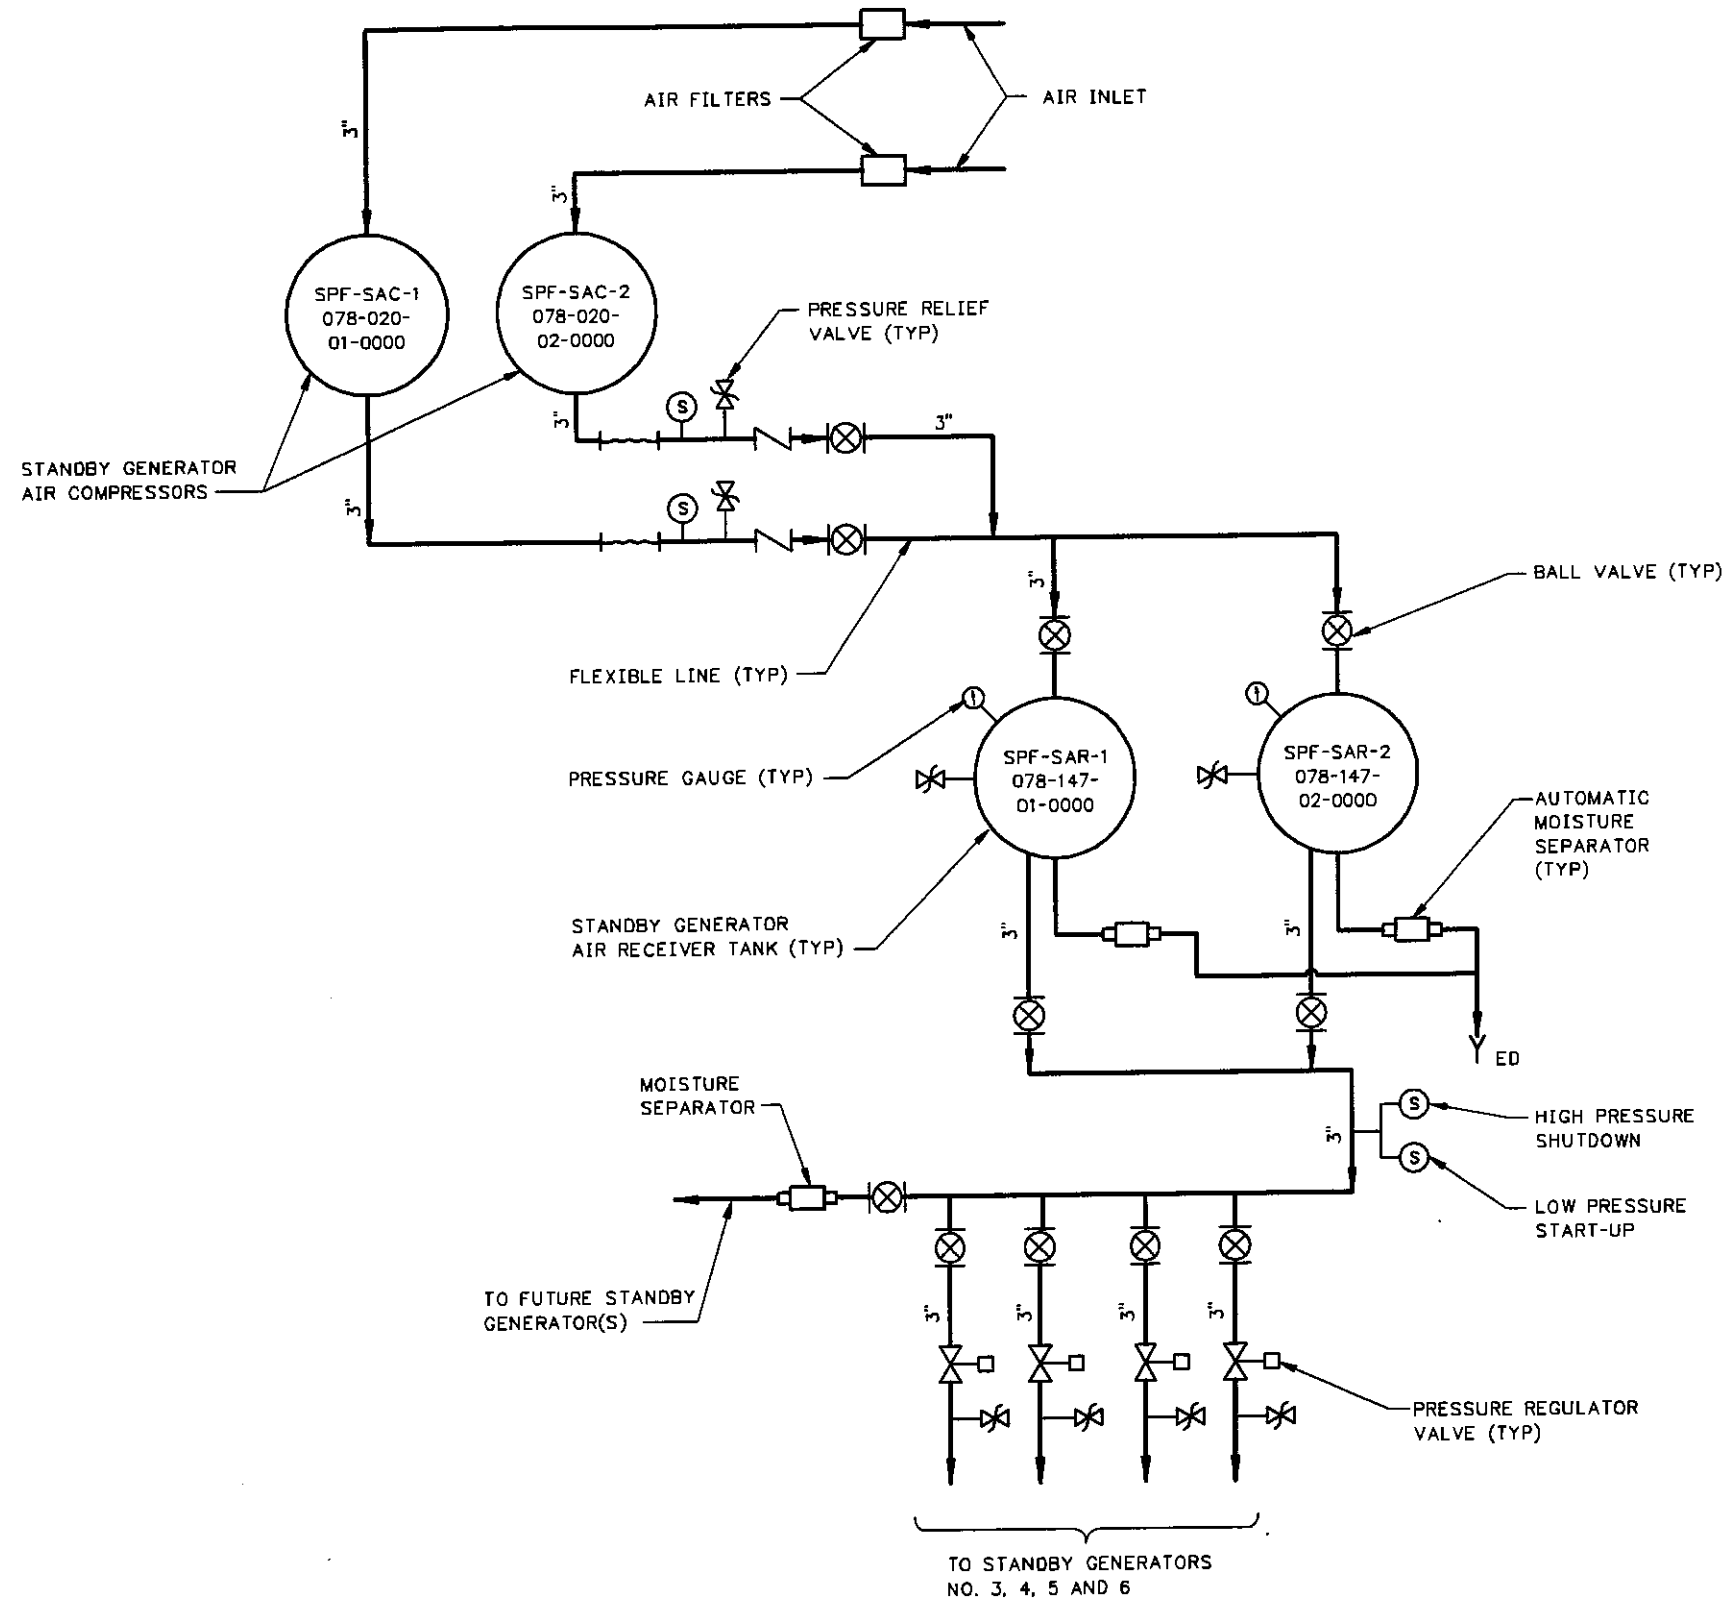 AIR FILTERS
AIR INLET
3"
3"
SPF-SAC-1
078-020-
01-0000
SPF-SAC-2
078-020-
02-0000
PRESSURE RELIEF
VALVE (TYP)
S
3"
3"
STANDBY GENERATOR
AIR COMPRESSORS
S
3"
3"
BALL VALVE (TYP)
FLEXIBLE LINE (TYP)
PRESSURE GAUGE (TYP)
SPF-SAR-1
078-147-
01-0000
SPF-SAR-2
078-147-
02-0000
AUTOMATIC
MOISTURE
SEPARATOR
(TYP)
STANDBY GENERATOR
AIR RECEIVER TANK (TYP)
3"
3"
ED
MOISTURE
SEPARATOR
3"
S
HIGH PRESSURE
SHUTDOWN
S
LOW PRESSURE
START-UP
TO FUTURE STANDBY
GENERATOR(S)
3"
3"
3"
3"
PRESSURE REGULATOR
VALVE (TYP)
TO STANDBY GENERATORS
NO. 3, 4, 5 AND 6